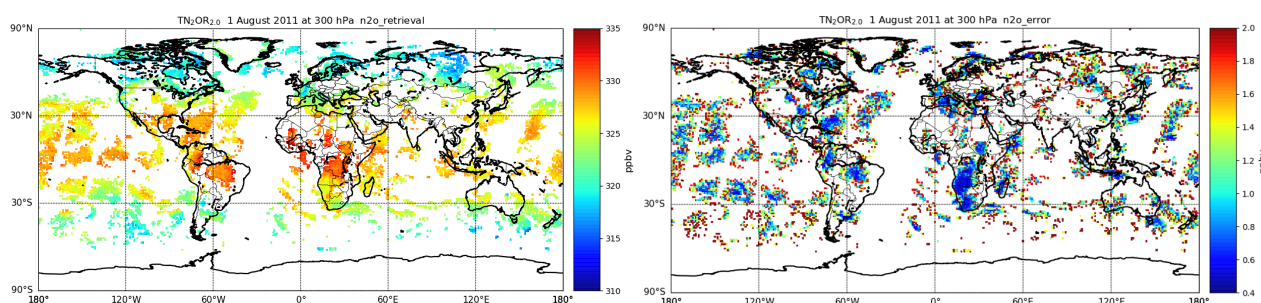 TN₂OR₂.₀ 1 August 2011 at 300 hPa n2o_retrieval
90°N
30°N
30°S
90°S
180°
120°W
60°W
0°
60°E
120°E
180°
335
330
325
320
315
310
ppbv
TN₂OR₂.₀ 1 August 2011 at 300 hPa n2o_error
90°N
30°N
30°S
90°S
180°
120°W
60°W
0°
60°E
120°E
180°
2.0
1.8
1.6
1.4
1.2
1.0
0.8
0.6
0.4